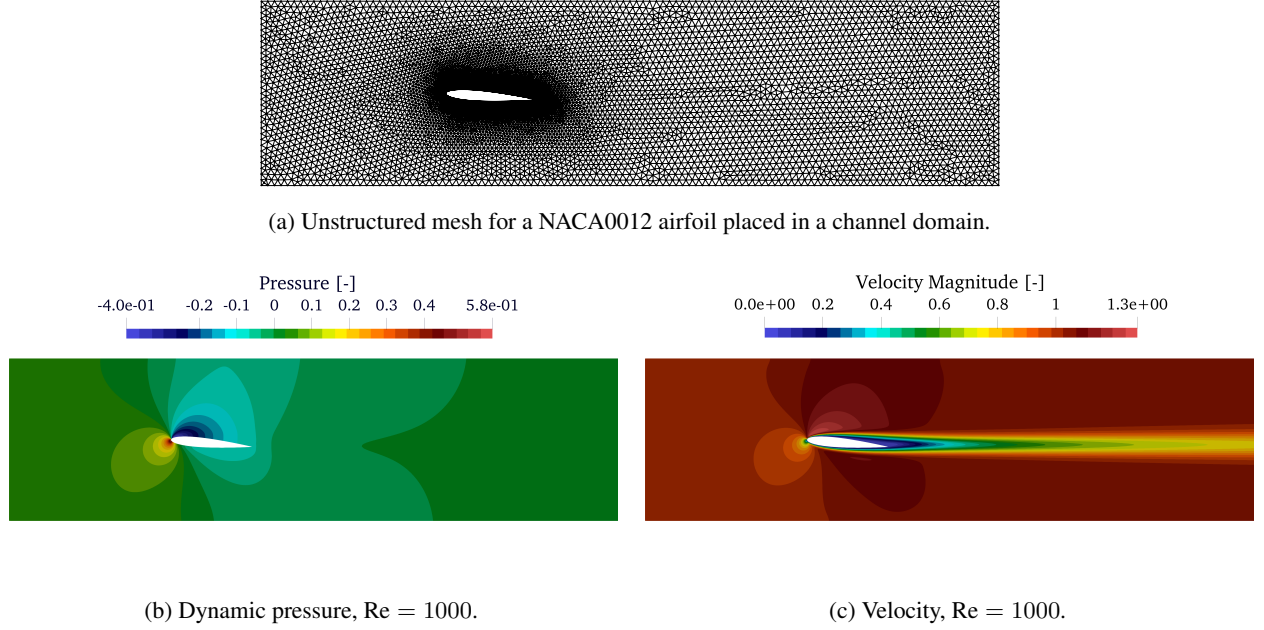 (a) Unstructured mesh for a NACA0012 airfoil placed in a channel domain.
Pressure [-]
-4.0e-01 -0.2 -0.1 0 0.1 0.2 0.3 0.4 5.8e-01
Velocity Magnitude [-]
0.0e+00 0.2 0.4 0.6 0.8 1 1.3e+00
(b) Dynamic pressure, Re = 1000.
(c) Velocity, Re = 1000.